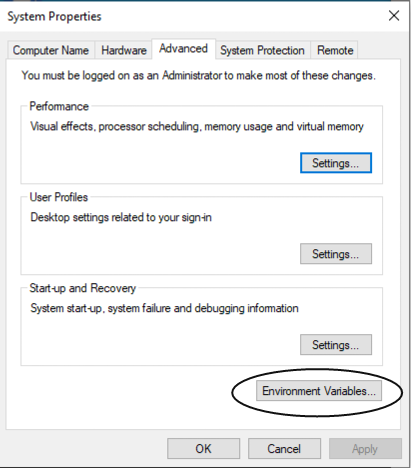 System Properties
Computer Name Hardware Advanced System Protection Remote
You must be logged on as an Administrator to make most of these changes.
Performance
Visual effects, processor scheduling, memory usage and virtual memory
Settings...
User Profiles
Desktop settings related to your sign-in
Settings...
Start-up and Recovery
System start-up, system failure and debugging information
Settings...
Environment Variables...
OK Cancel Apply